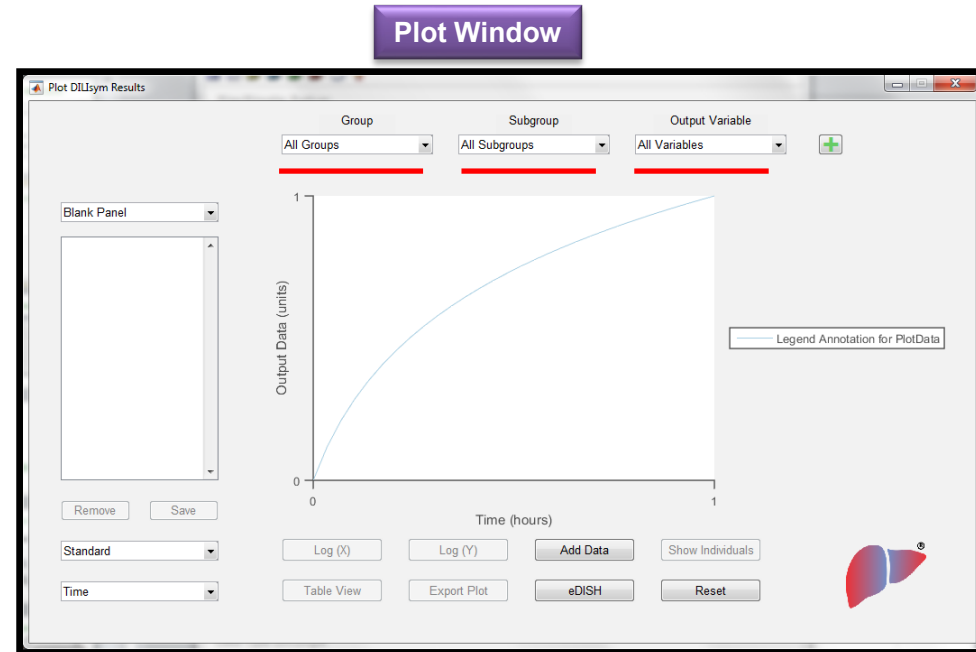 Plot Window
Plot DILIsym Results
Group Subgroup Output Variable
All Groups All Subgroups All Variables
Blank Panel
1
Output Data (units)
Legend Annotation for PlotData
0
0 1
Time (hours)
Remove Save
Standard
Log (X) Log (Y) Add Data Show Individuals
Time
Table View Export Plot eDISH Reset
®